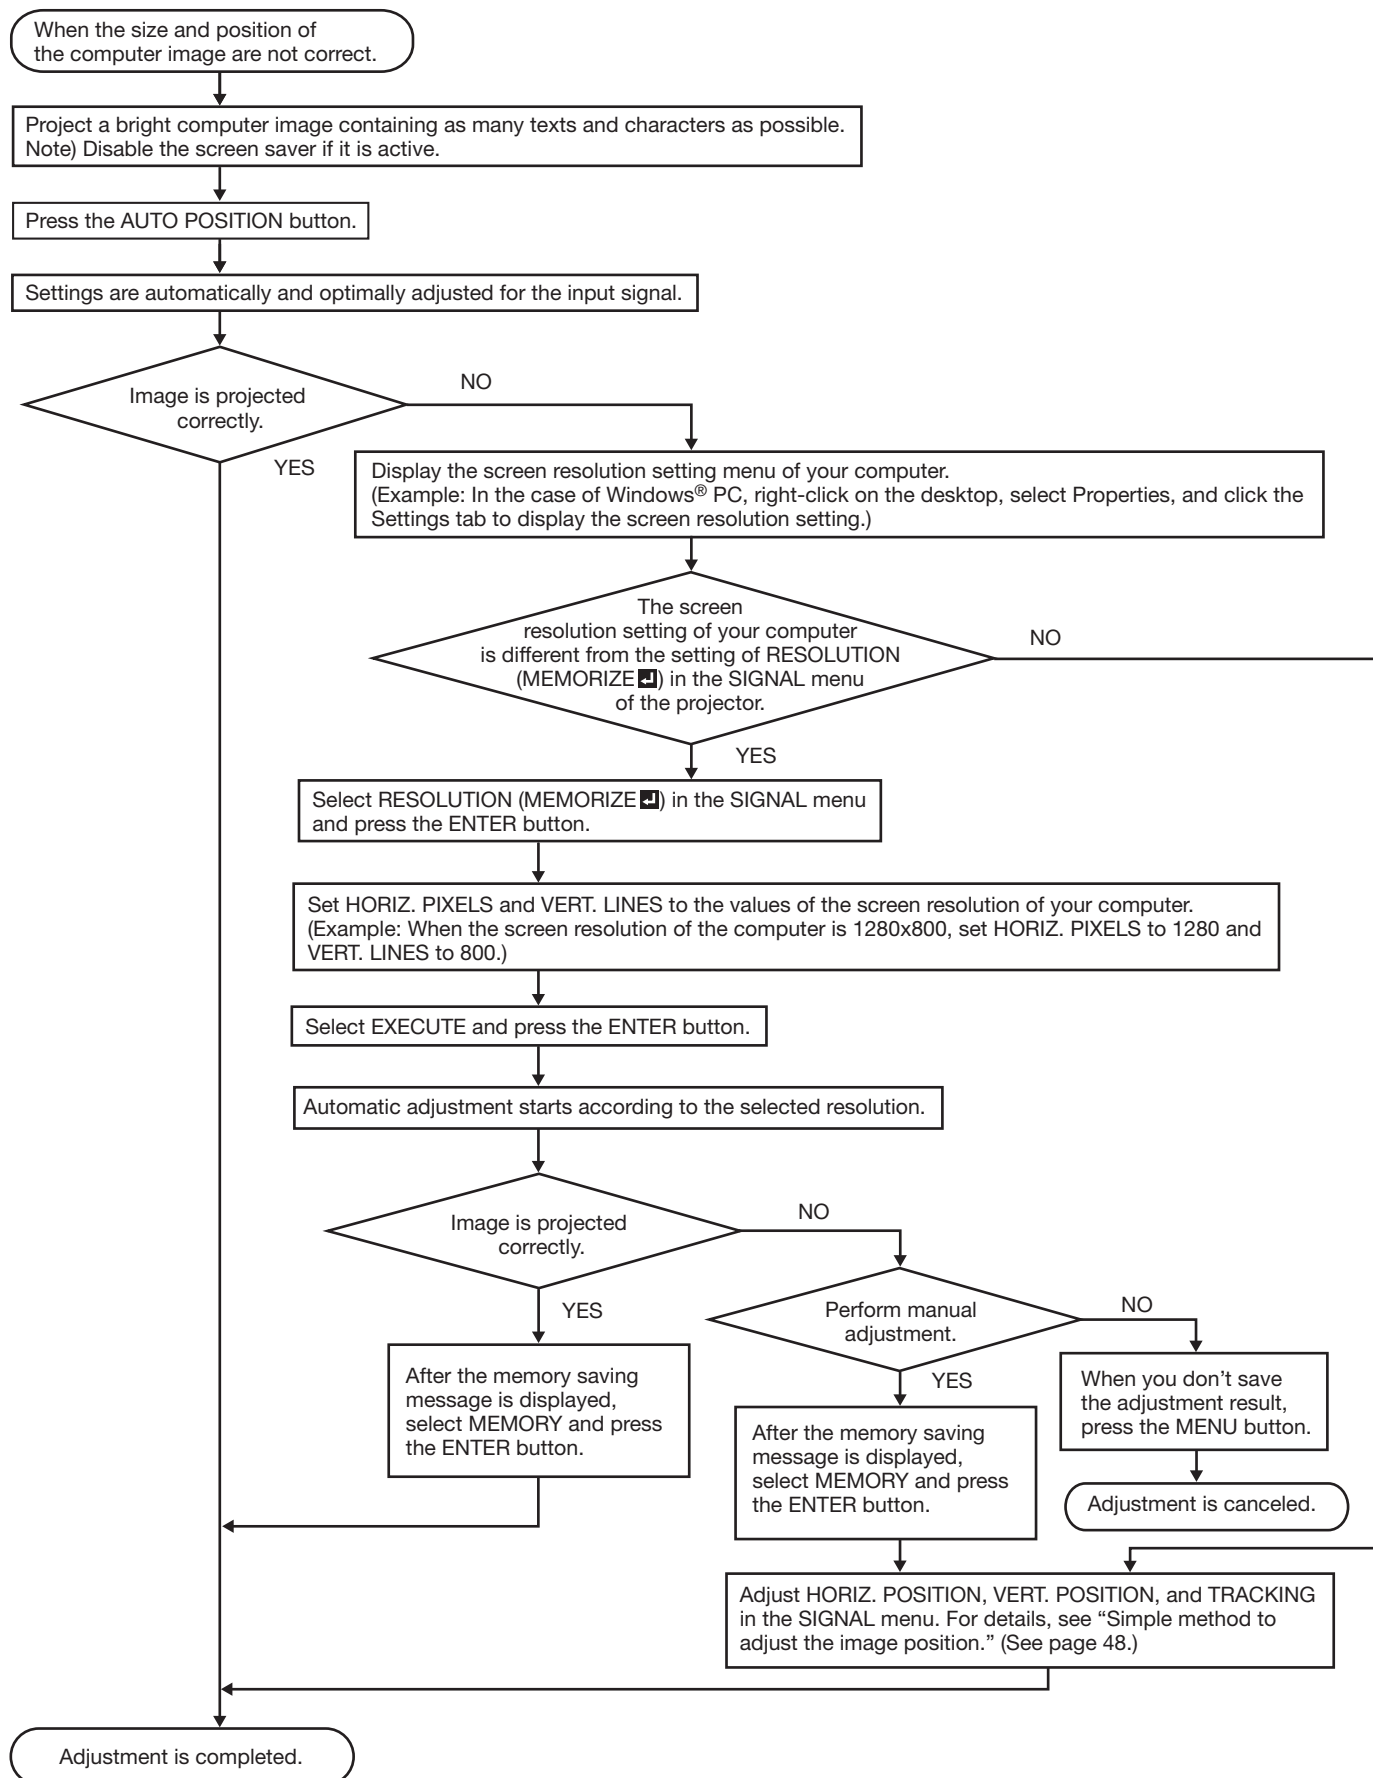 When the size and position of
the computer image are not correct.
Project a bright computer image containing as many texts and characters as possible.
Note) Disable the screen saver if it is active.
Press the AUTO POSITION button.
Settings are automatically and optimally adjusted for the input signal.
Image is projected
correctly.
NO
YES
Display the screen resolution setting menu of your computer.
(Example: In the case of Windows® PC, right-click on the desktop, select Properties, and click the
Settings tab to display the screen resolution setting.)
The screen
resolution setting of your computer
is different from the setting of RESOLUTION
(MEMORIZE ↵) in the SIGNAL menu
of the projector.
NO
YES
Select RESOLUTION (MEMORIZE ↵) in the SIGNAL menu
and press the ENTER button.
Set HORIZ. PIXELS and VERT. LINES to the values of the screen resolution of your computer.
(Example: When the screen resolution of the computer is 1280x800, set HORIZ. PIXELS to 1280 and
VERT. LINES to 800.)
Select EXECUTE and press the ENTER button.
Automatic adjustment starts according to the selected resolution.
Image is projected
correctly.
NO
YES
Perform manual
adjustment.
NO
YES
After the memory saving
message is displayed,
select MEMORY and press
the ENTER button.
After the memory saving
message is displayed,
select MEMORY and press
the ENTER button.
When you don't save
the adjustment result,
press the MENU button.
Adjustment is canceled.
Adjust HORIZ. POSITION, VERT. POSITION, and TRACKING
in the SIGNAL menu. For details, see “Simple method to
adjust the image position.” (See page 48.)
Adjustment is completed.